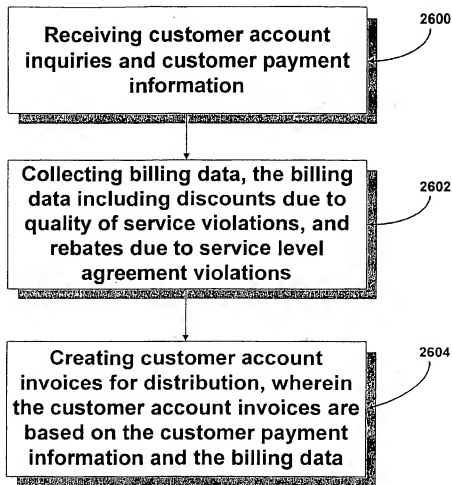 2600
Receiving customer account
inquiries and customer payment
information
2602
Collecting billing data, the billing
data including discounts due to
quality of service violations, and
rebates due to service level
agreement violations
2604
Creating customer account
invoices for distribution, wherein
the customer account invoices are
based on the customer payment
information and the billing data